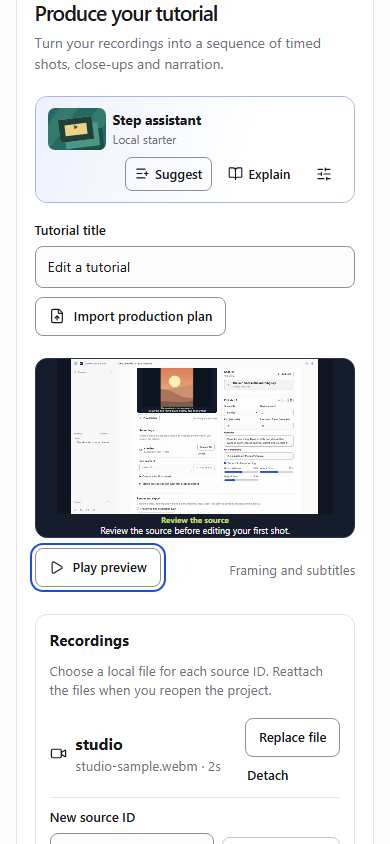 Produce your tutorial
Turn your recordings into a sequence of timed
shots, close-ups and narration.
Step assistant
Local starter
Suggest
Explain
Tutorial title
Edit a tutorial
Import production plan
Review the source
Review the source before editing your first shot.
Play preview
Framing and subtitles
Recordings
Choose a local file for each source ID. Reattach
the files when you reopen the project.
studio
studio-sample.webm · 2s
Replace file
Detach
New source ID